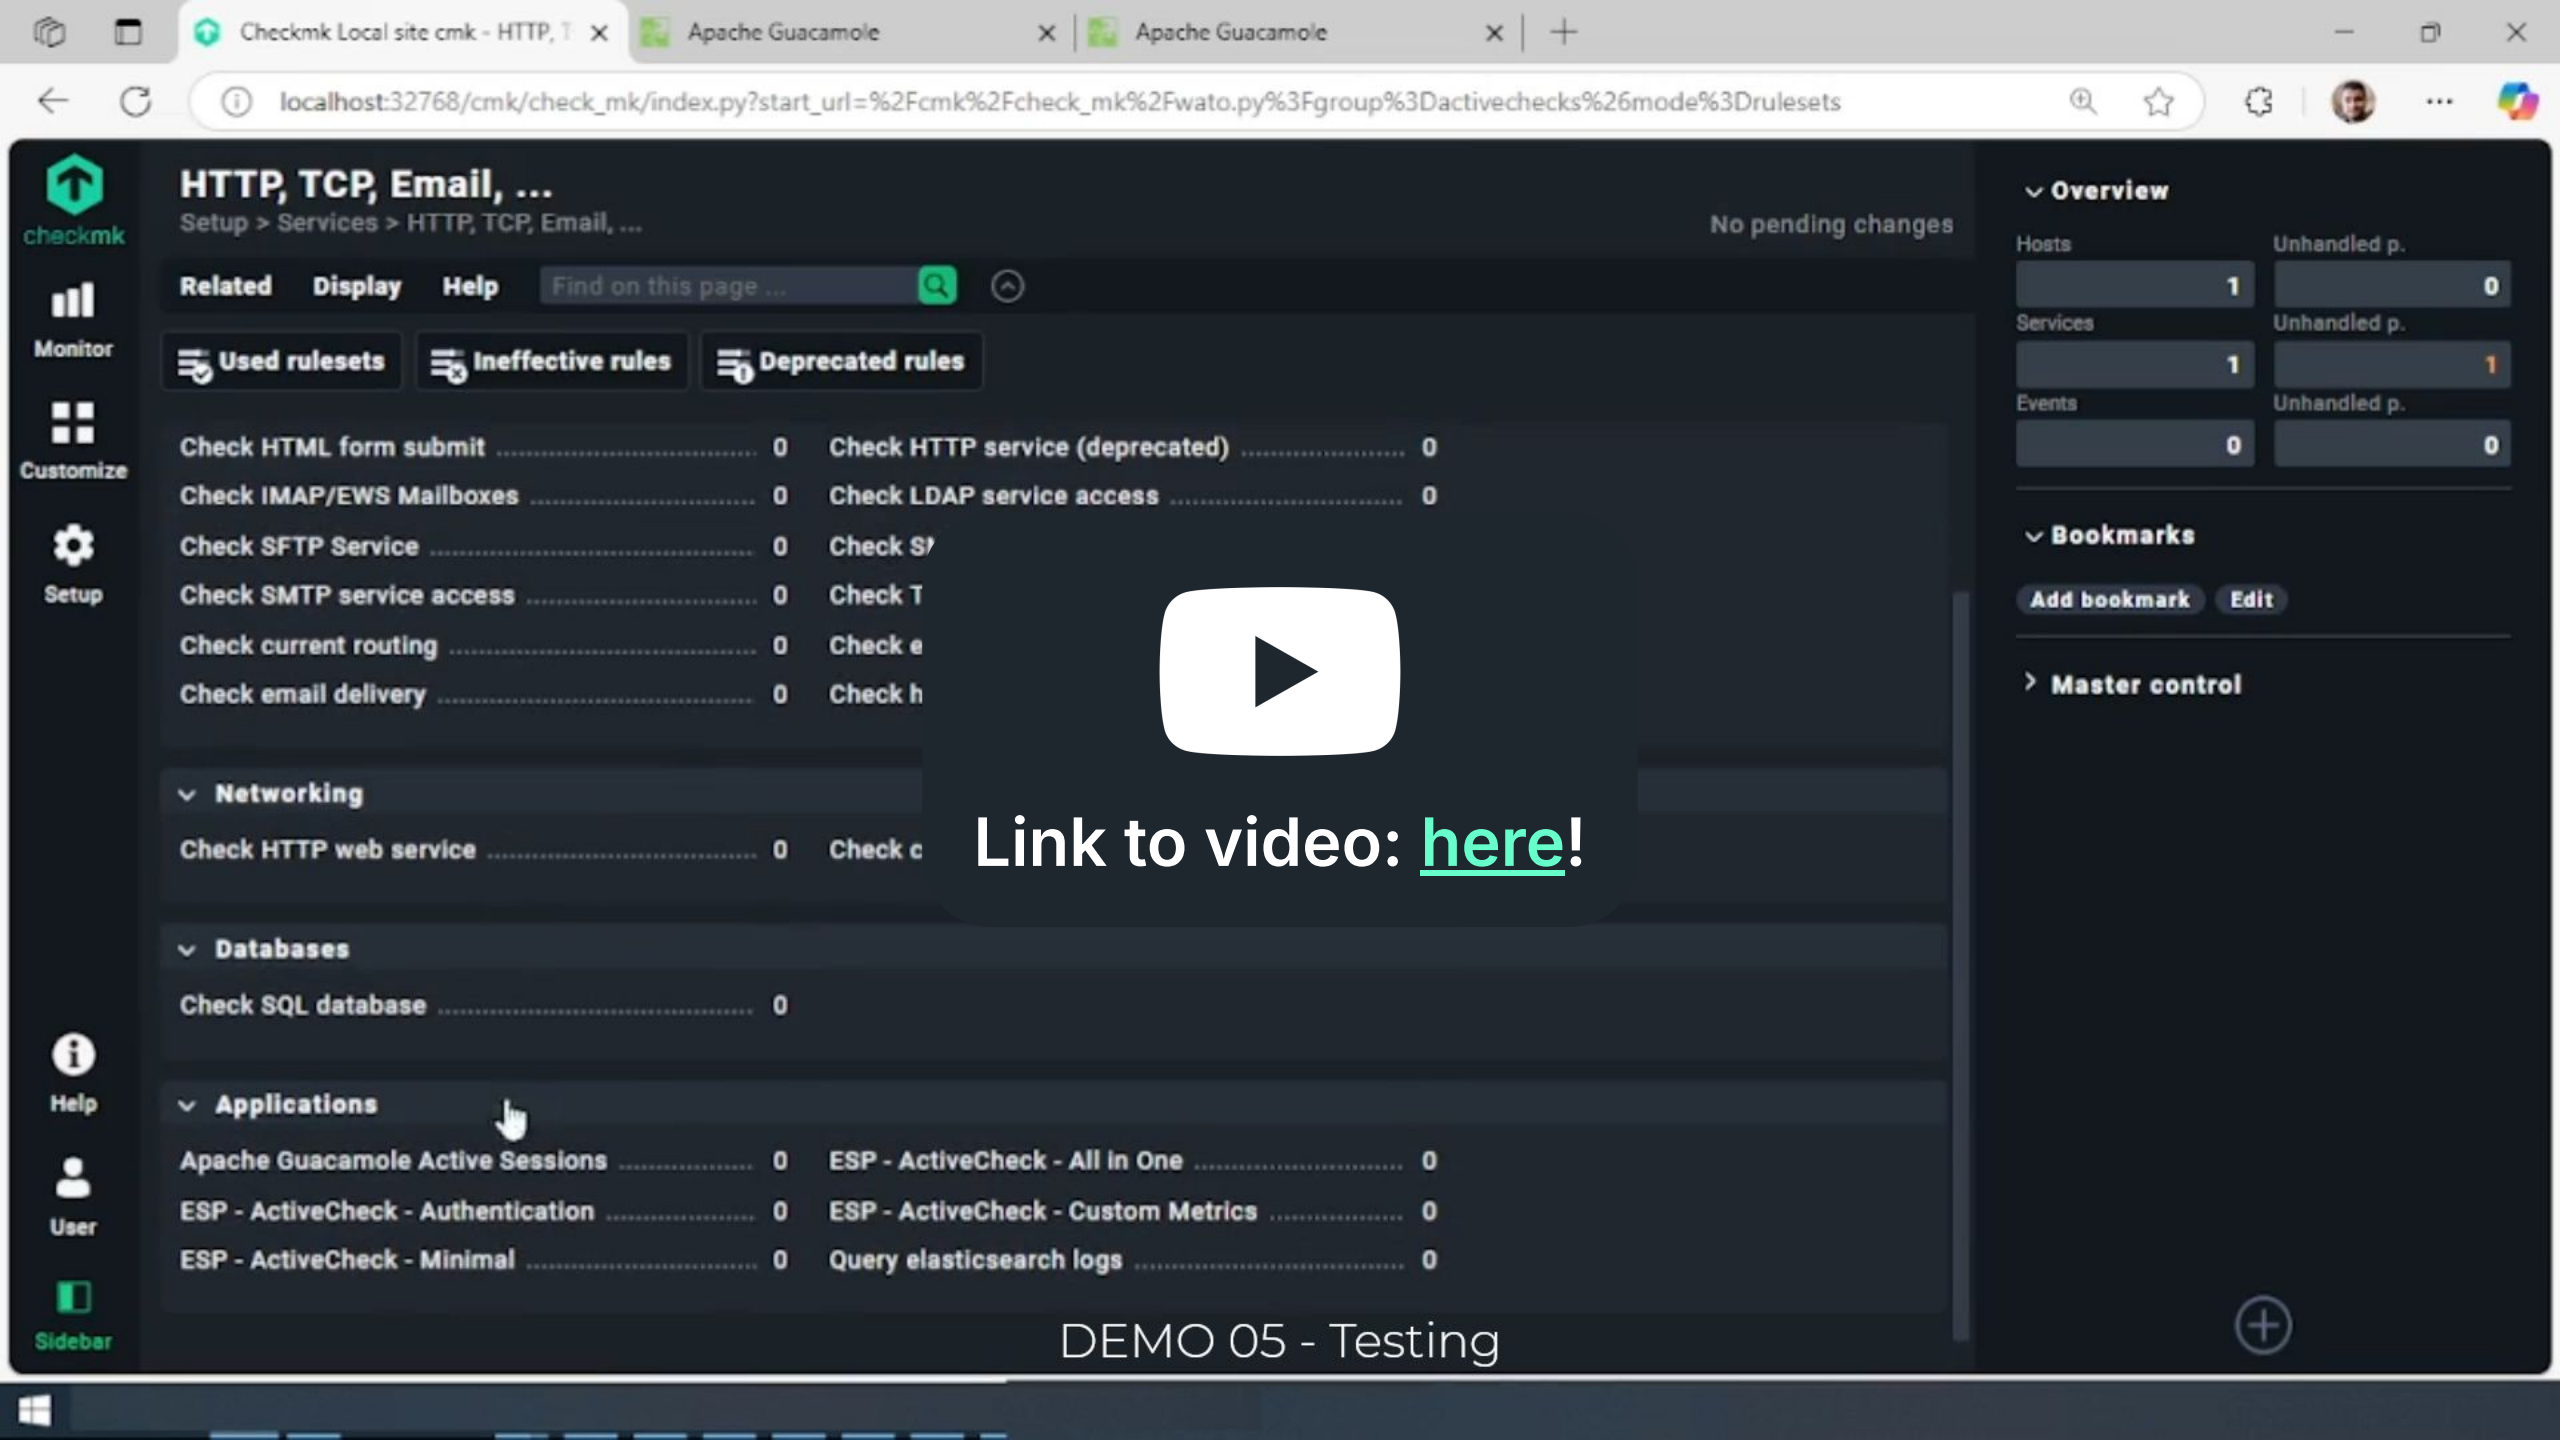 Checkmk Local site cmk - HTTP, T
Apache Guacamole
Apache Guacamole
localhost:32768/cmk/check_mk/index.py?start_url=%2Fcmk%2Fcheck_mk%2Fwato.py%3Fgroup%3Dactivechecks%26mode%3Drulesets
checkmk
Monitor
Customize
Setup
Help
User
Sidebar
HTTP, TCP, Email, ...
Setup > Services > HTTP, TCP, Email, ...
No pending changes
Related Display Help Find on this page ...
Used rulesets Ineffective rules Deprecated rules
Check HTML form submit 0 Check HTTP service (deprecated) 0
Check IMAP/EWS Mailboxes 0 Check LDAP service access 0
Check SFTP Service 0 Check
Check SMTP service access 0 Check T
Check current routing 0 Check e
Check email delivery 0 Check h
Networking
Check HTTP web service 0 Check c
Databases
Check SQL database 0
Applications
Apache Guacamole Active Sessions 0 ESP - ActiveCheck - All in One 0
ESP - ActiveCheck - Authentication 0 ESP - ActiveCheck - Custom Metrics 0
ESP - ActiveCheck - Minimal 0 Query elasticsearch logs 0
Link to video: here!
DEMO 05 - Testing
Overview
Hosts Unhandled p.
1 0
Services Unhandled p.
1 1
Events Unhandled p.
0 0
Bookmarks
Add bookmark Edit
Master control